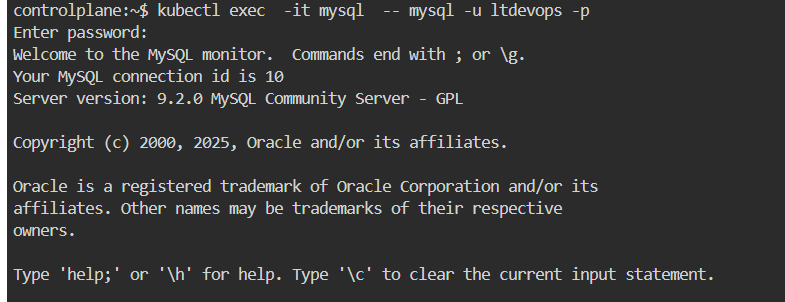 controlplane:~$ kubectl exec  -it mysql  -- mysql -u ltdevops -p
Enter password:
Welcome to the MySQL monitor.  Commands end with ; or \g.
Your MySQL connection id is 10
Server version: 9.2.0 MySQL Community Server - GPL

Copyright (c) 2000, 2025, Oracle and/or its affiliates.

Oracle is a registered trademark of Oracle Corporation and/or its
affiliates. Other names may be trademarks of their respective
owners.

Type 'help;' or '\h' for help. Type '\c' to clear the current input statement.